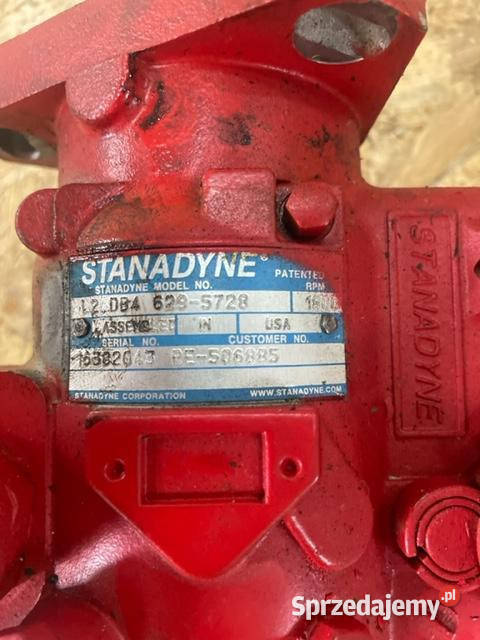 STANADYNE
PATENTED
STANADYNE MODEL NO. RPM
DB4 629-5728
ASSEMBLED IN USA
SERIAL NO. CUSTOMER NO.
RE-506885
STANADYNE CORPORATION WWW.STANADYNE.COM
STANADYNE
Sprzedajemy.pl